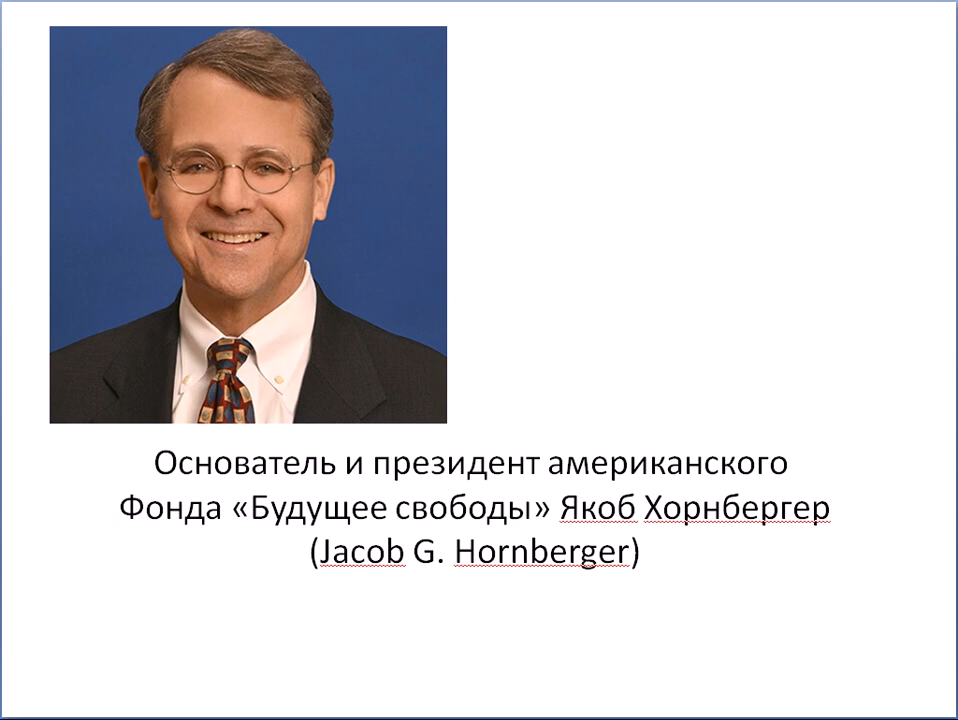 Основатель и президент американского
Фонда «Будущее свободы» Якоб Хорнбергер
(Jacob G. Hornberger)